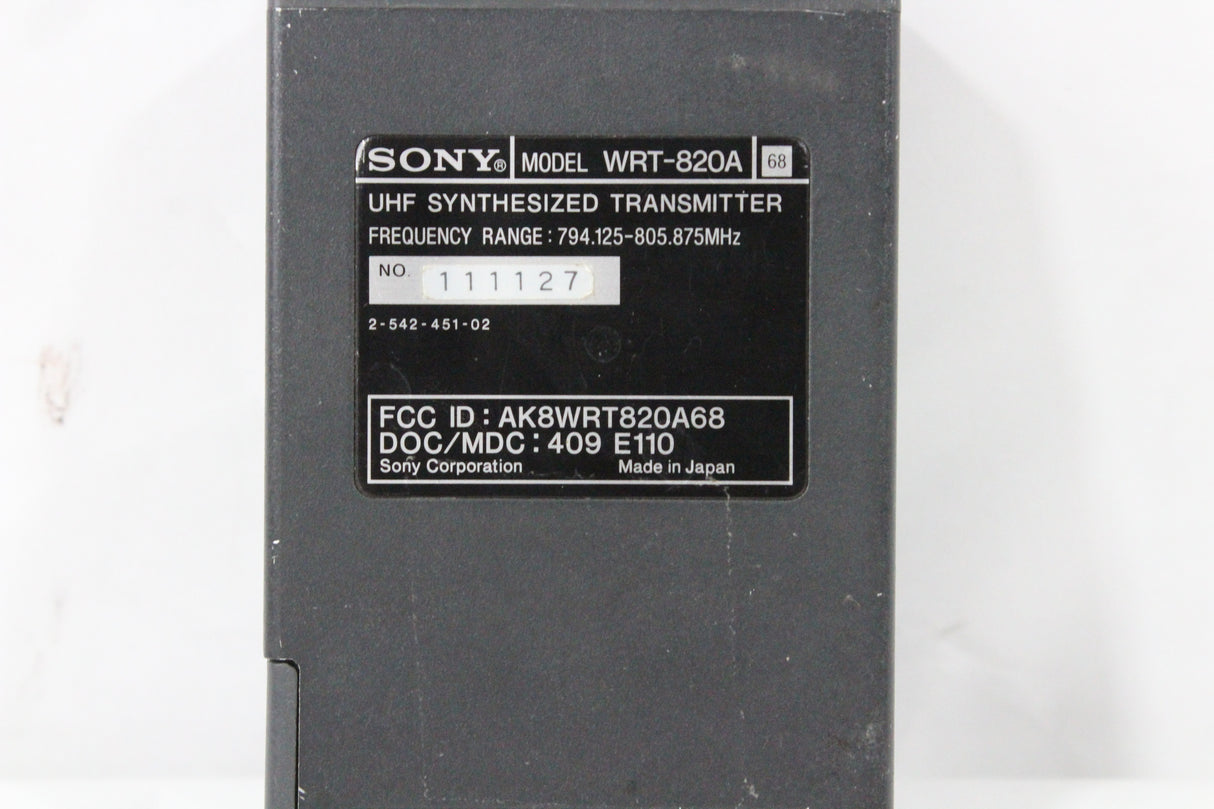 SONY® MODEL WRT-820A 68
UHF SYNTHESIZED TRANSMITTER
FREQUENCY RANGE: 794.125-805.875MHz
NO. 111127
2-542-451-02
FCC ID: AK8WRT820A68
DOC/MDC: 409 E110
Sony Corporation Made in Japan